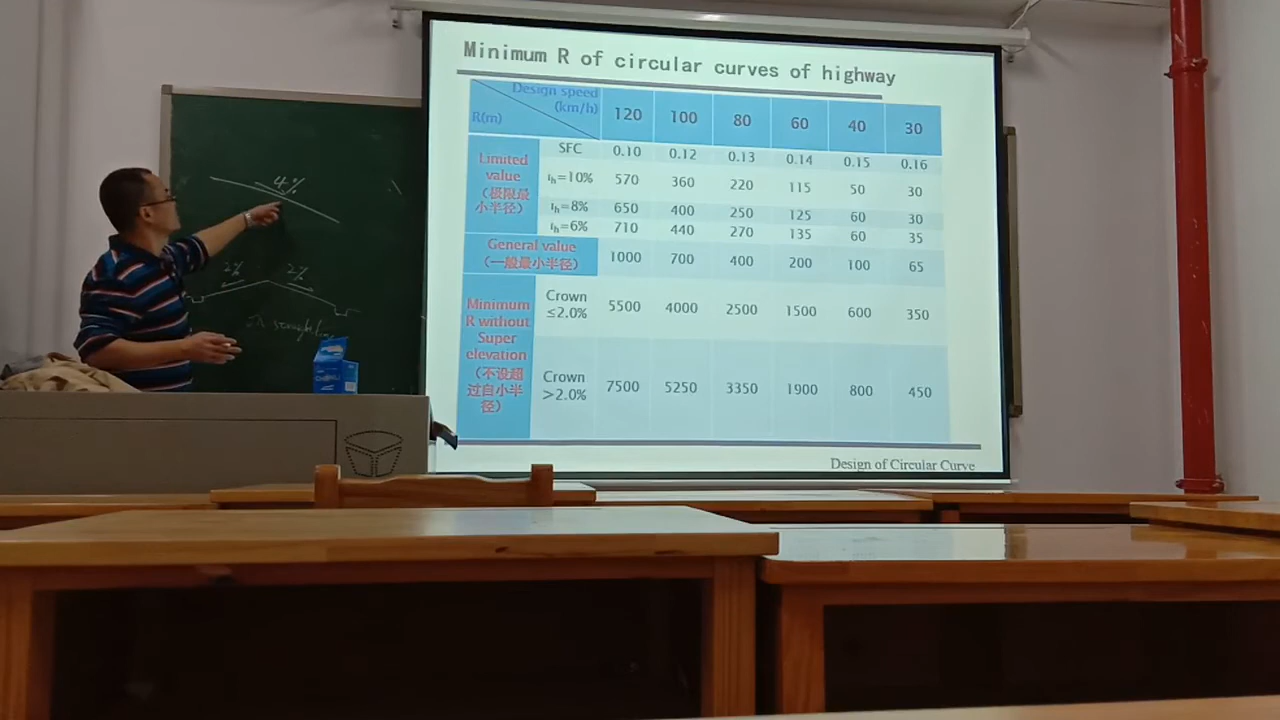 Minimum R of circular curves of highway
Design speed (km/h) 120 100 80 60 40 30
R(m)
Limited value (极限最小半径)
SFC 0.10 0.12 0.13 0.14 0.15 0.16
ih=10% 570 360 220 115 50 30
ih=8% 650 400 250 125 60 30
ih=6% 710 440 270 135 60 35
General value (一般最小半径) 1000 700 400 200 100 65
Minimum R without Super elevation (不设超过自小半径)
Crown ≤2.0% 5500 4000 2500 1500 600 350
Crown >2.0% 7500 5250 3350 1900 800 450
Design of Circular Curve
4%
2% 2%